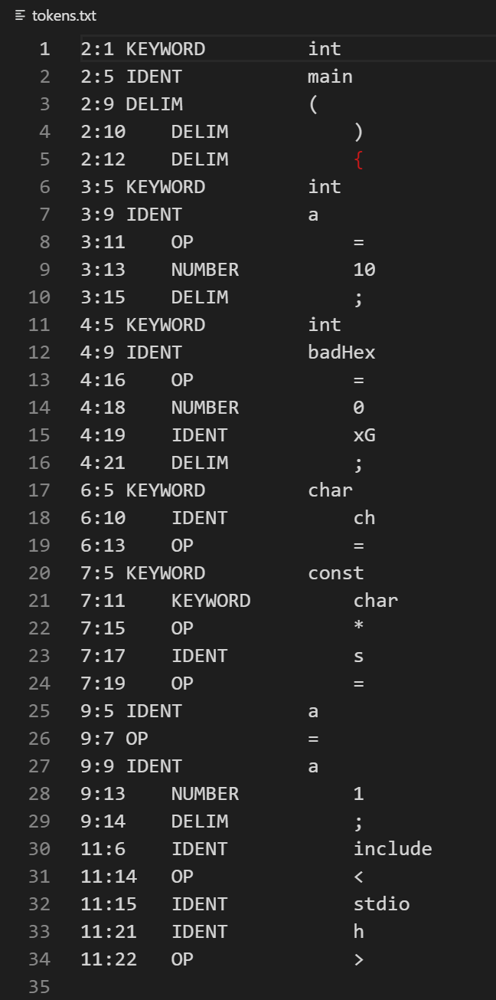 tokens.txt
1 2:1 KEYWORD int
2 2:5 IDENT main
3 2:9 DELIM (
4 2:10 DELIM )
5 2:12 DELIM {
6 3:5 KEYWORD int
7 3:9 IDENT a
8 3:11 OP =
9 3:13 NUMBER 10
10 3:15 DELIM ;
11 4:5 KEYWORD int
12 4:9 IDENT badHex
13 4:16 OP =
14 4:18 NUMBER 0
15 4:19 IDENT xG
16 4:21 DELIM ;
17 6:5 KEYWORD char
18 6:10 IDENT ch
19 6:13 OP =
20 7:5 KEYWORD const
21 7:11 KEYWORD char
22 7:15 OP *
23 7:17 IDENT s
24 7:19 OP =
25 9:5 IDENT a
26 9:7 OP =
27 9:9 IDENT a
28 9:13 NUMBER 1
29 9:14 DELIM ;
30 11:6 IDENT include
31 11:14 OP <
32 11:15 IDENT stdio
33 11:21 IDENT h
34 11:22 OP >
35